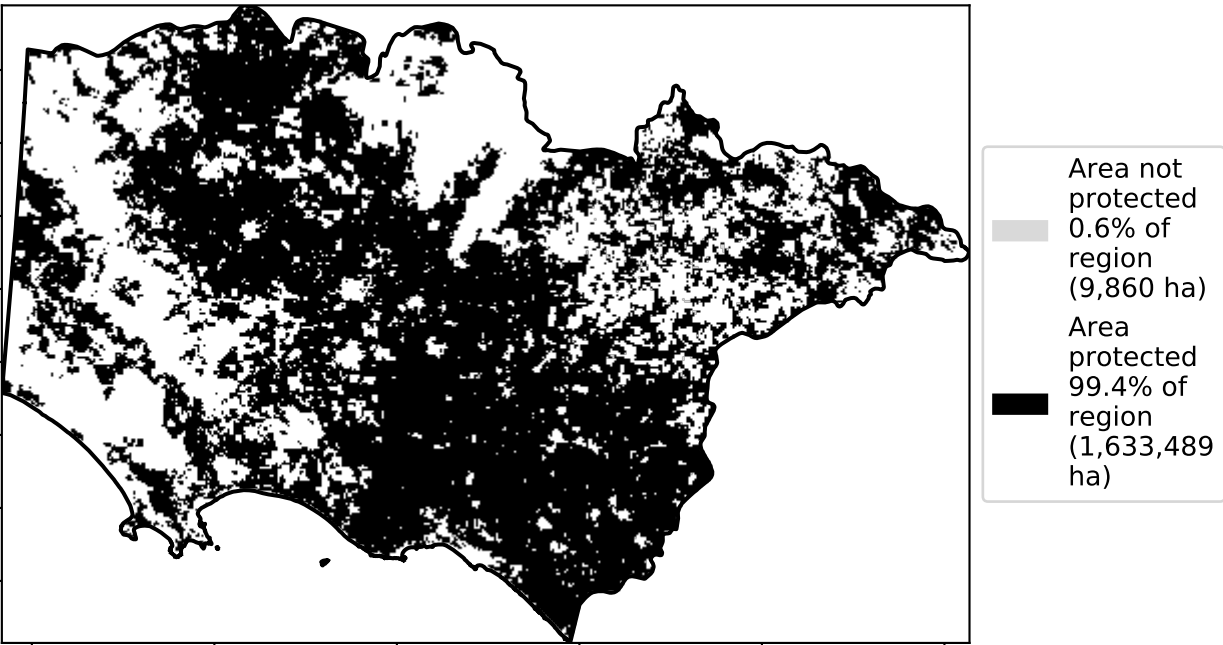 Area not
protected
0.6% of
region
(9,860 ha)
Area
protected
99.4% of
region
(1,633,489
ha)